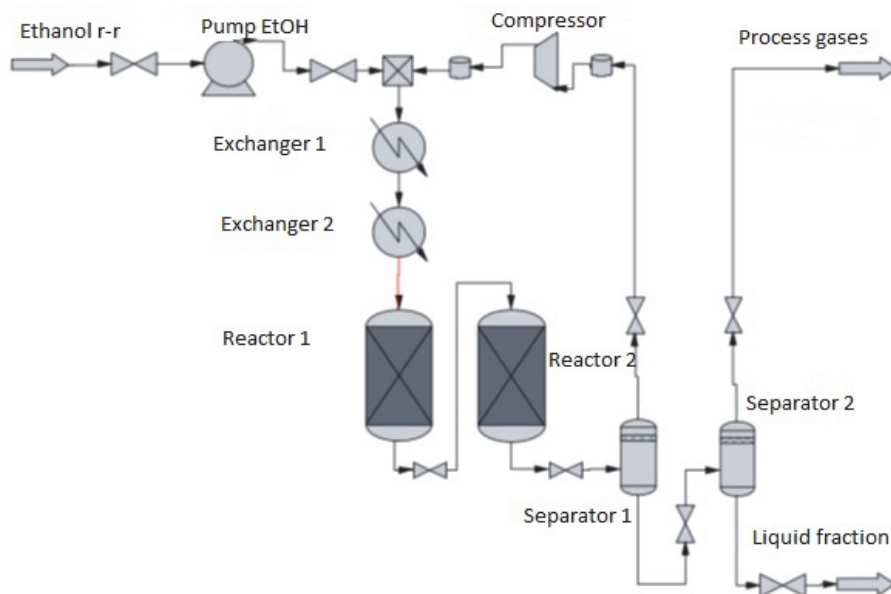 Ethanol r-r
Pump EtOH
Compressor
Process gases
Exchanger 1
Exchanger 2
Reactor 1
Reactor 2
Separator 2
Separator 1
Liquid fraction